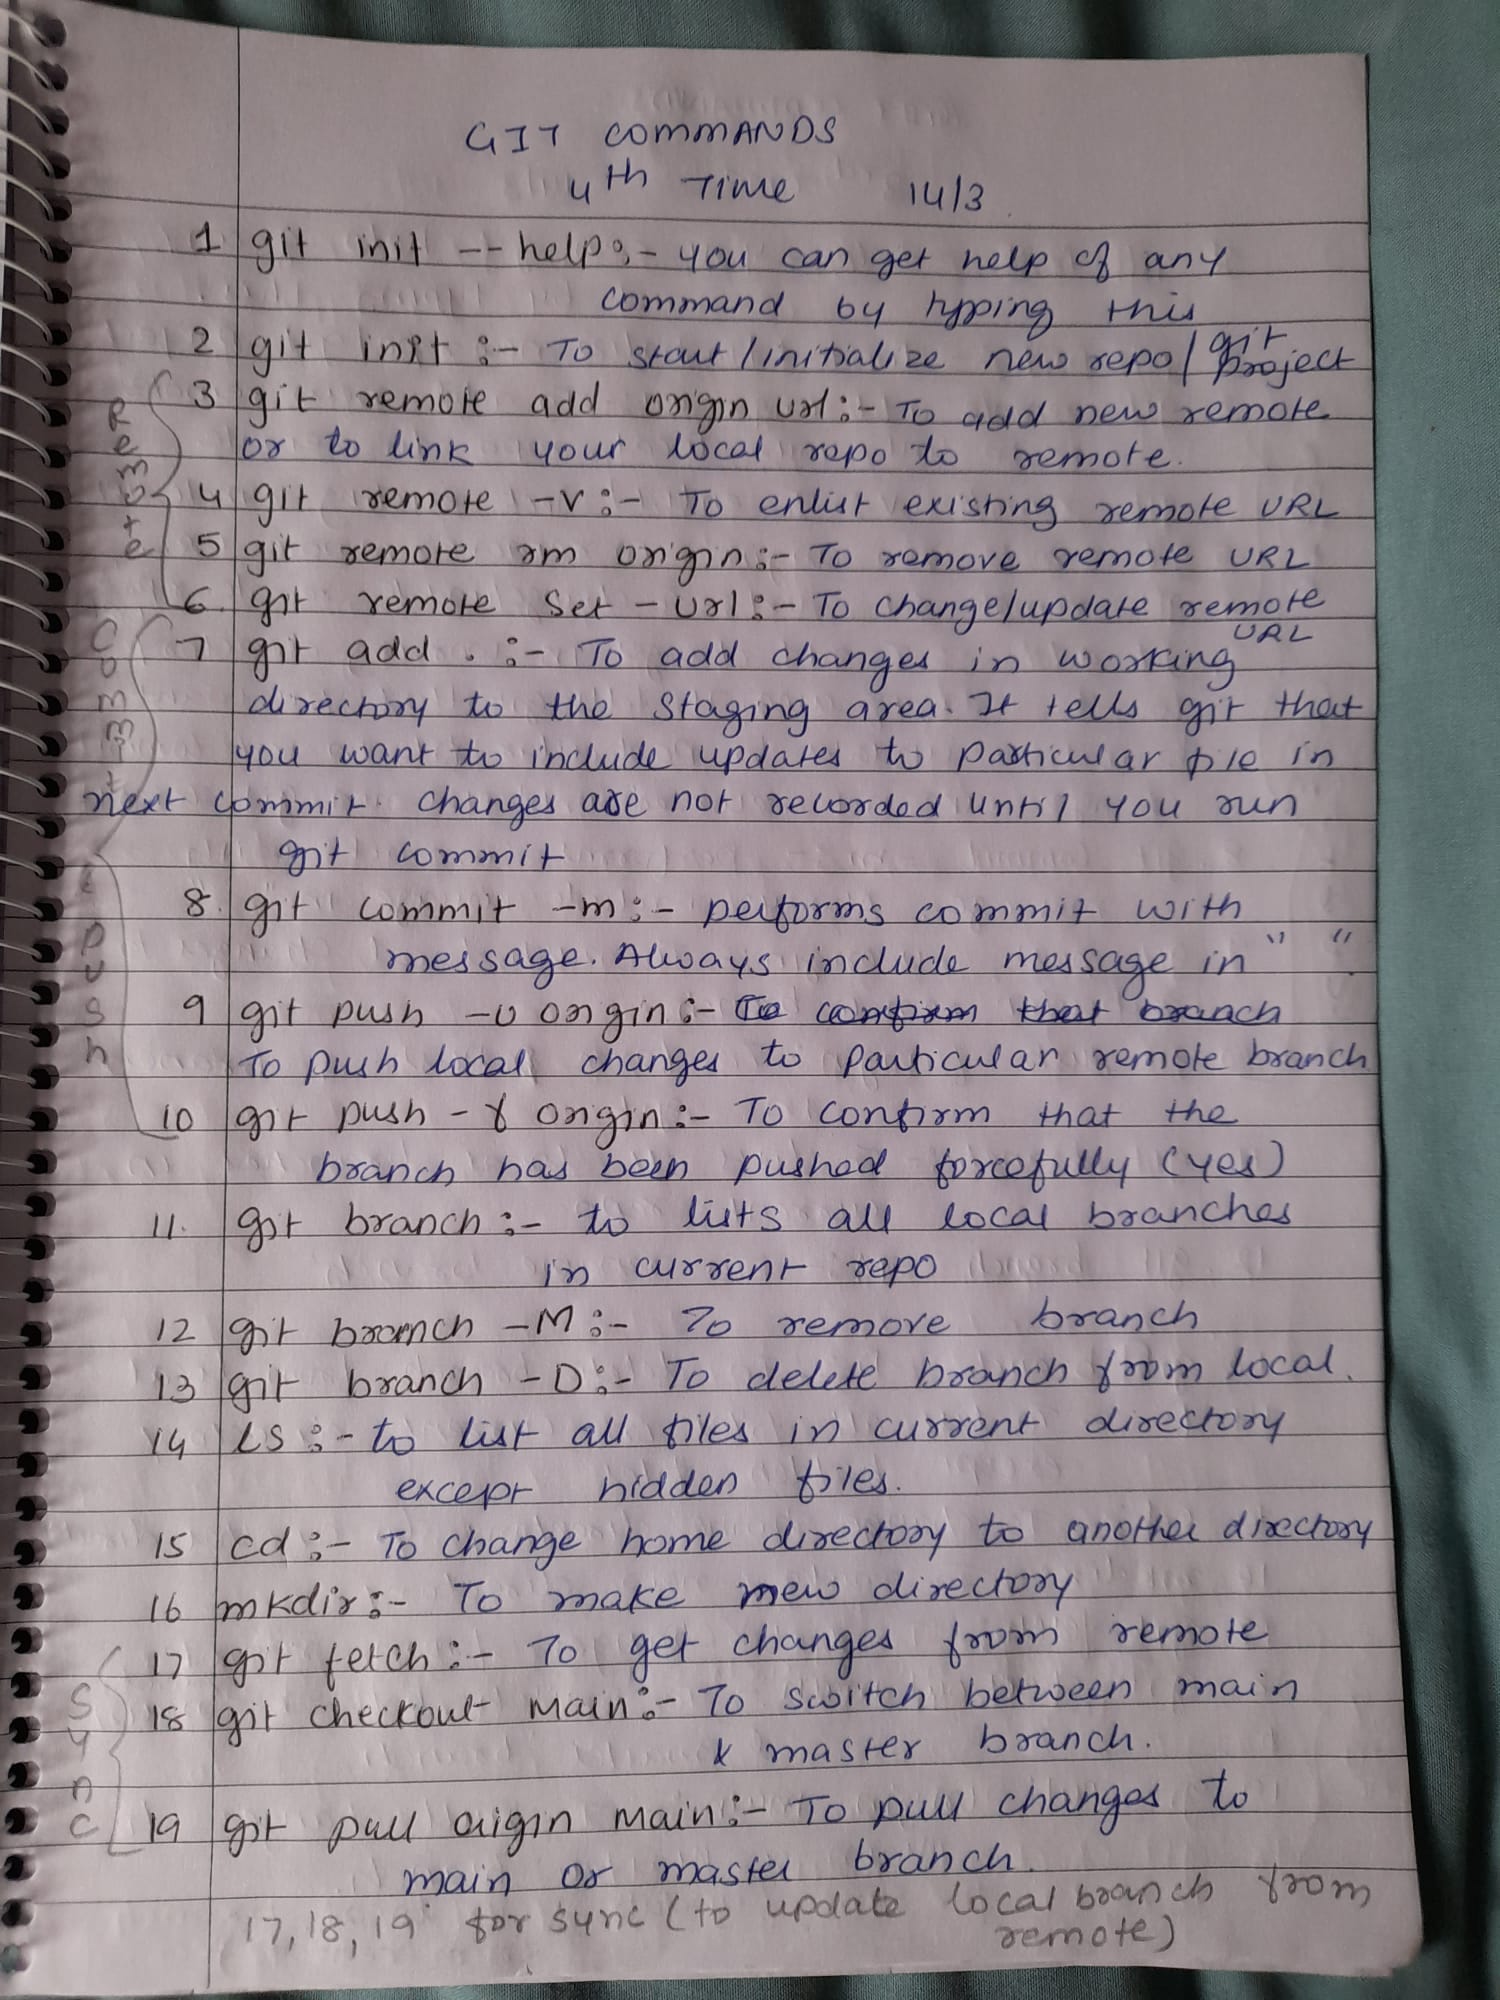 GIT COMMANDS
4th Time 14/3
1 git init --help:- you can get help of any
command by typing this
2 git init :- To start/initialize new repo/ git project
3 git remote add origin url:- To add new remote
or to link your local repo to remote.
4 git remote -v:- To enlist existing remote URL
5 git remote rm origin:- To remove remote URL
6. git remote set-url:- To change/update remote URL
7 git add . :- To add changes in working
directory to the staging area. It tells git that
you want to include updates to particular file in
next commit. changes are not recorded until you run
git commit
8. git commit -m:- performs commit with
message. Always include message in " ".
9 git push -u origin:- To confirm that branch
To push local changes to particular remote branch
10 git push -f origin:- To confirm that the
branch has been pushed forcefully (yes)
11. git branch:- to lists all local branches
in current repo
12 git branch -M:- To remove branch
13 git branch -D:- To delete branch from local.
14 LS:- to list all files in current directory
except hidden files.
15 cd:- To change home directory to another directory
16 mkdir:- To make new directory
17 git fetch:- To get changes from remote
18 git checkout main:- To switch between main
& master branch.
19 git pull origin main:- To pull changes to
main or master branch.
17, 18, 19 for sync (to update local branch from
remote)
Remote
Commit
&push
Sync